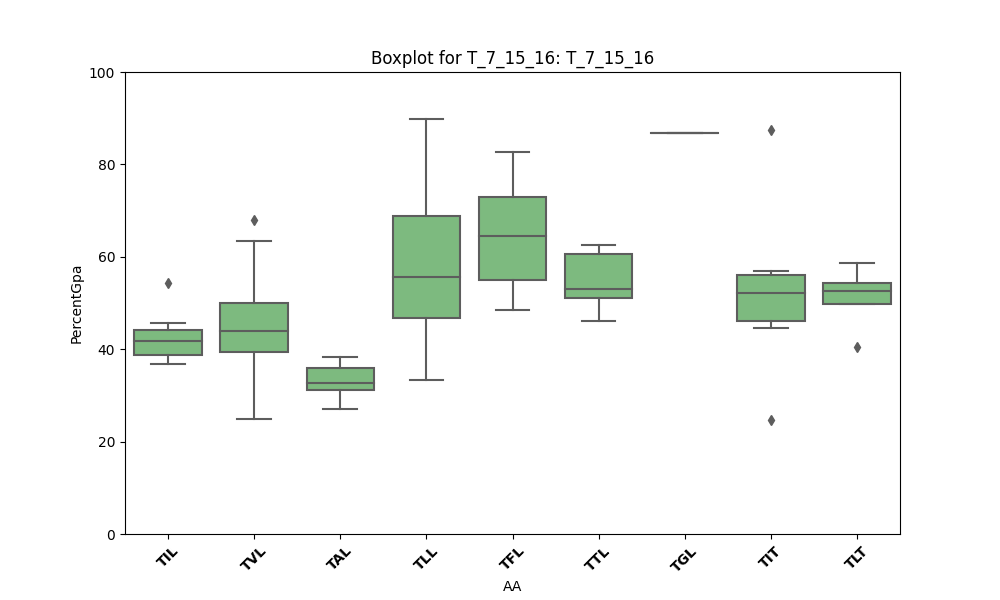 Boxplot for T_7_15_16: T_7_15_16
100
80
60
40
20
0
PercentGpa
TIL
TVL
TAL
TLL
TFL
TTL
TGL
TIT
TLT
AA